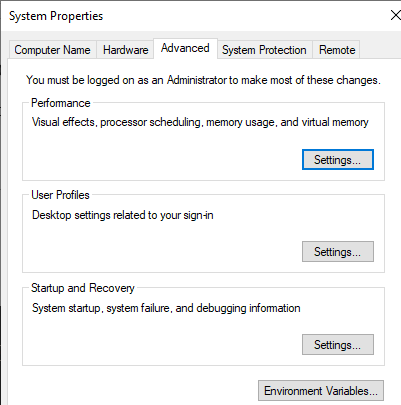 System Properties
Computer Name Hardware Advanced System Protection Remote
You must be logged on as an Administrator to make most of these changes.
Performance
Visual effects, processor scheduling, memory usage, and virtual memory
Settings...
User Profiles
Desktop settings related to your sign-in
Settings...
Startup and Recovery
System startup, system failure, and debugging information
Settings...
Environment Variables...